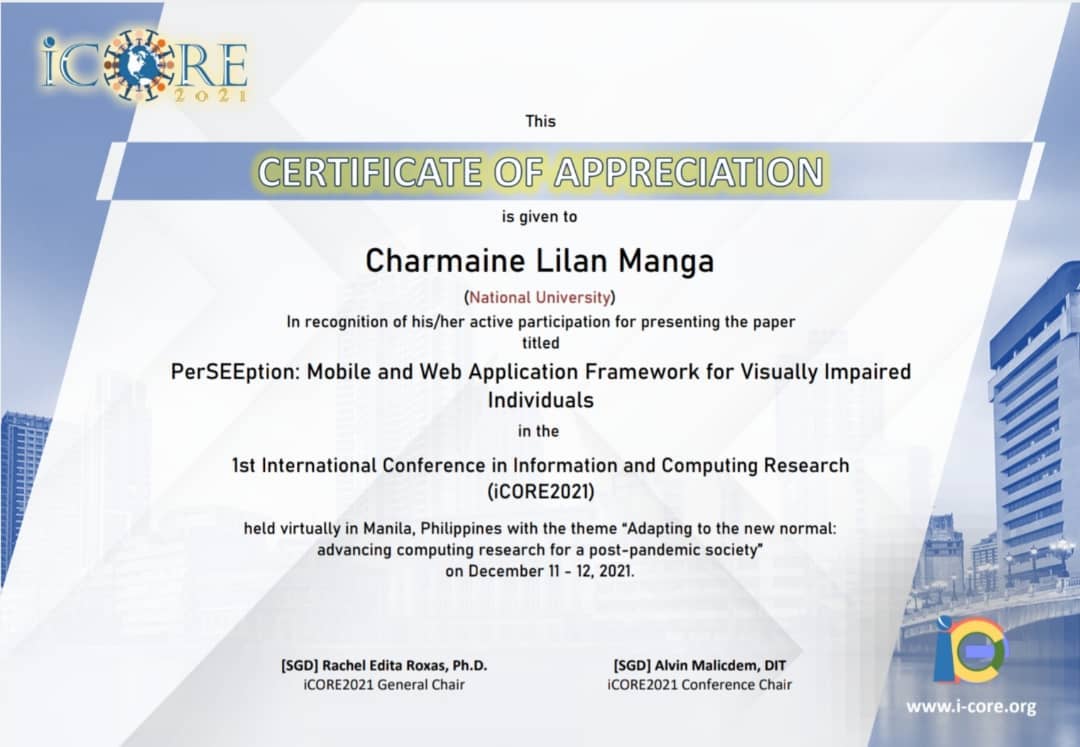 iCORE
2021
This
CERTIFICATE OF APPRECIATION
is given to
Charmaine Lilan Manga
(National University)
In recognition of his/her active participation for presenting the paper
titled
PerSEEption: Mobile and Web Application Framework for Visually Impaired
Individuals
in the
1st International Conference in Information and Computing Research
(iCORE2021)
held virtually in Manila, Philippines with the theme “Adapting to the new normal:
advancing computing research for a post-pandemic society”
on December 11 - 12, 2021.
[SGD] Rachel Edita Roxas, Ph.D.
iCORE2021 General Chair
[SGD] Alvin Malicdem, DIT
iCORE2021 Conference Chair
www.i-core.org